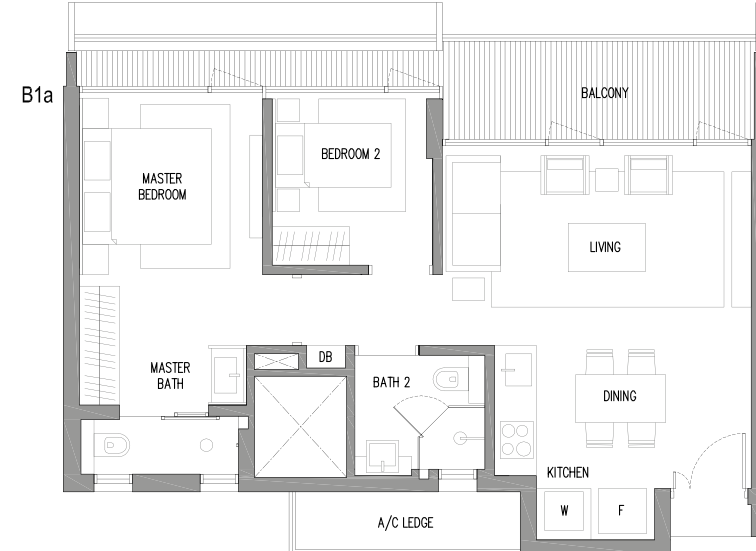 B1a
BALCONY
MASTER
BEDROOM
BEDROOM 2
LIVING
MASTER
BATH
DB
BATH 2
DINING
KITCHEN
W
F
A/C LEDGE